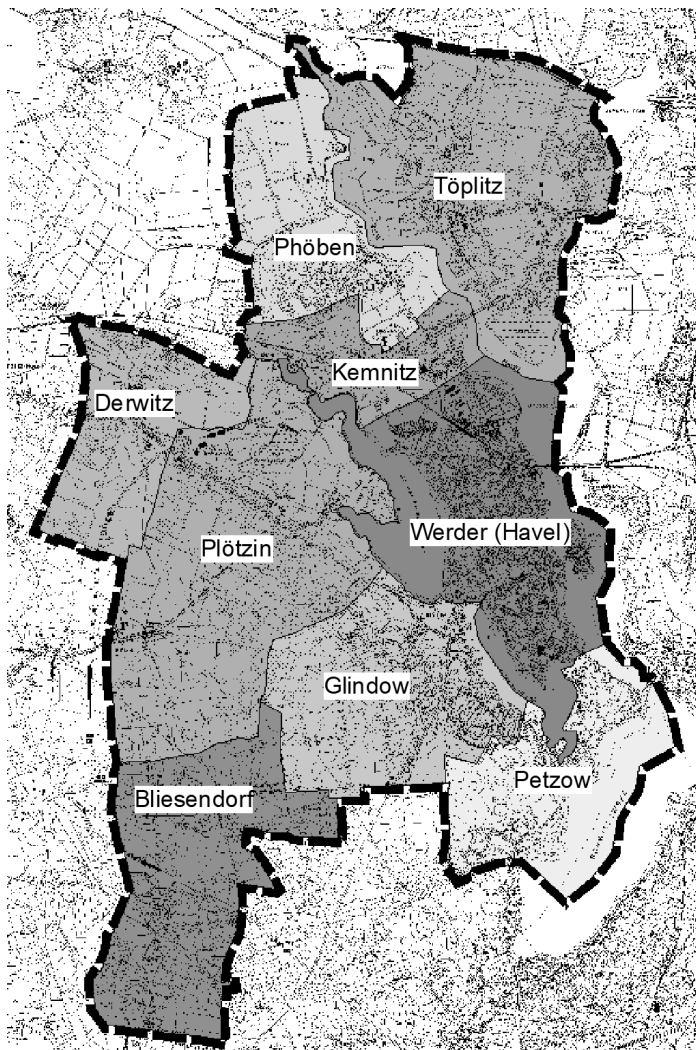 Töplitz
Phöben
Kemnitz
Derwitz
Werder (Havel)
Plötzin
Glindow
Petzow
Bliesendorf